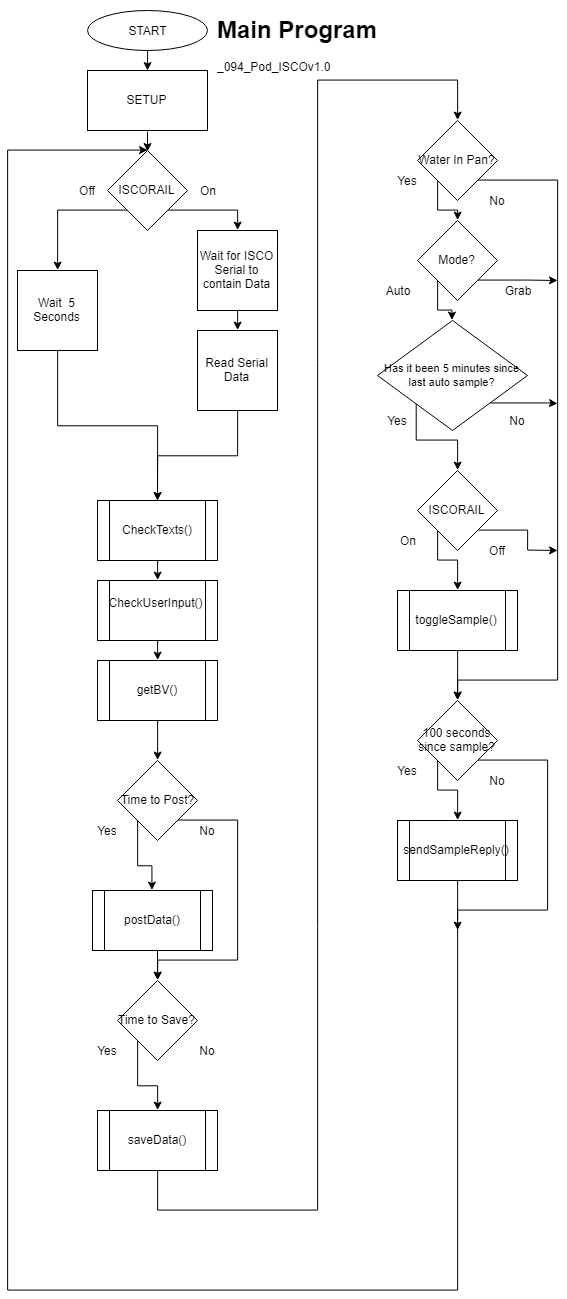 START
Main Program
_094_Pod_ISCOv1.0
SETUP
ISCORAIL
Off
On
Wait for ISCO
Serial to
contain Data
Wait 5
Seconds
Read Serial
Data
CheckTexts()
CheckUserInput()
getBV()
Time to Post?
Yes
No
postData()
Time to Save?
Yes
No
saveData()
Water In Pan?
Yes
No
Mode?
Auto
Grab
Has it been 5 minutes since
last auto sample?
Yes
No
ISCORAIL
On
Off
toggleSample()
100 seconds
since sample?
Yes
No
sendSampleReply()